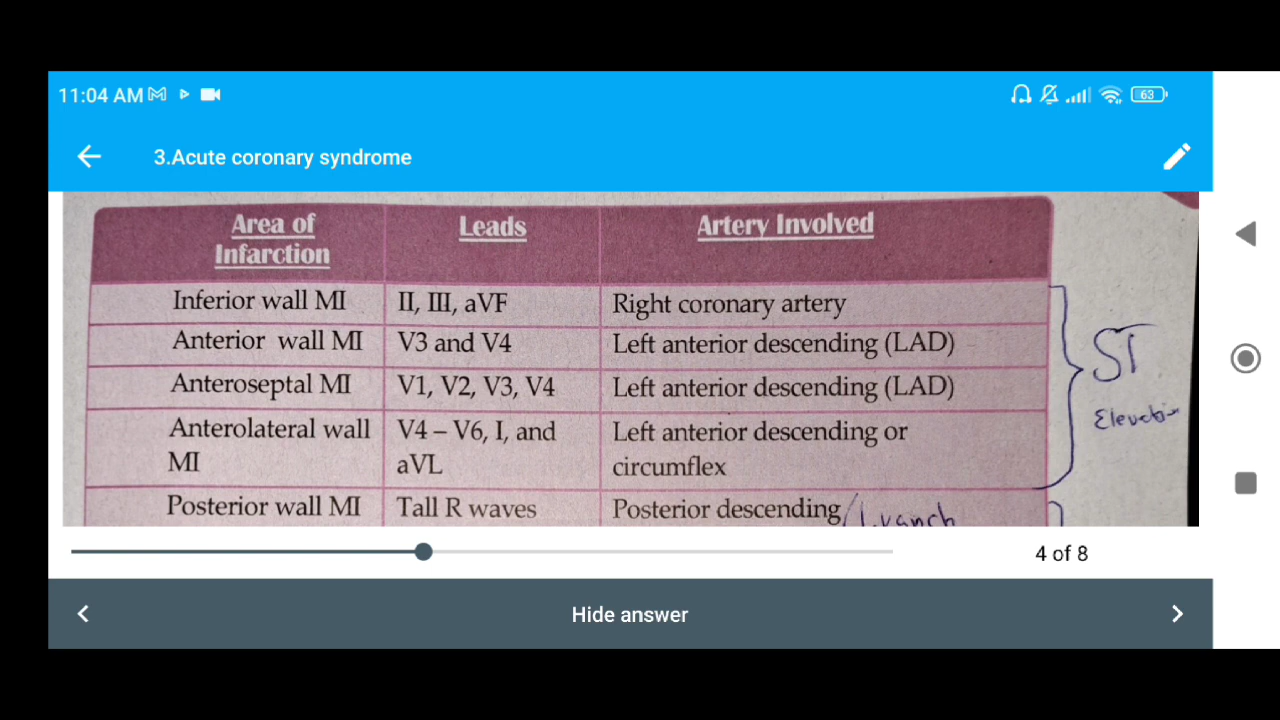 11:04 AM
63
3.Acute coronary syndrome
Area of Infarction Leads Artery Involved
Inferior wall MI II, III, aVF Right coronary artery
Anterior wall MI V3 and V4 Left anterior descending (LAD)
Anteroseptal MI V1, V2, V3, V4 Left anterior descending (LAD)
Anterolateral wall MI V4 – V6, I, and aVL Left anterior descending or circumflex
ST
Elevation
Posterior wall MI Tall R waves Posterior descending
4 of 8
Hide answer